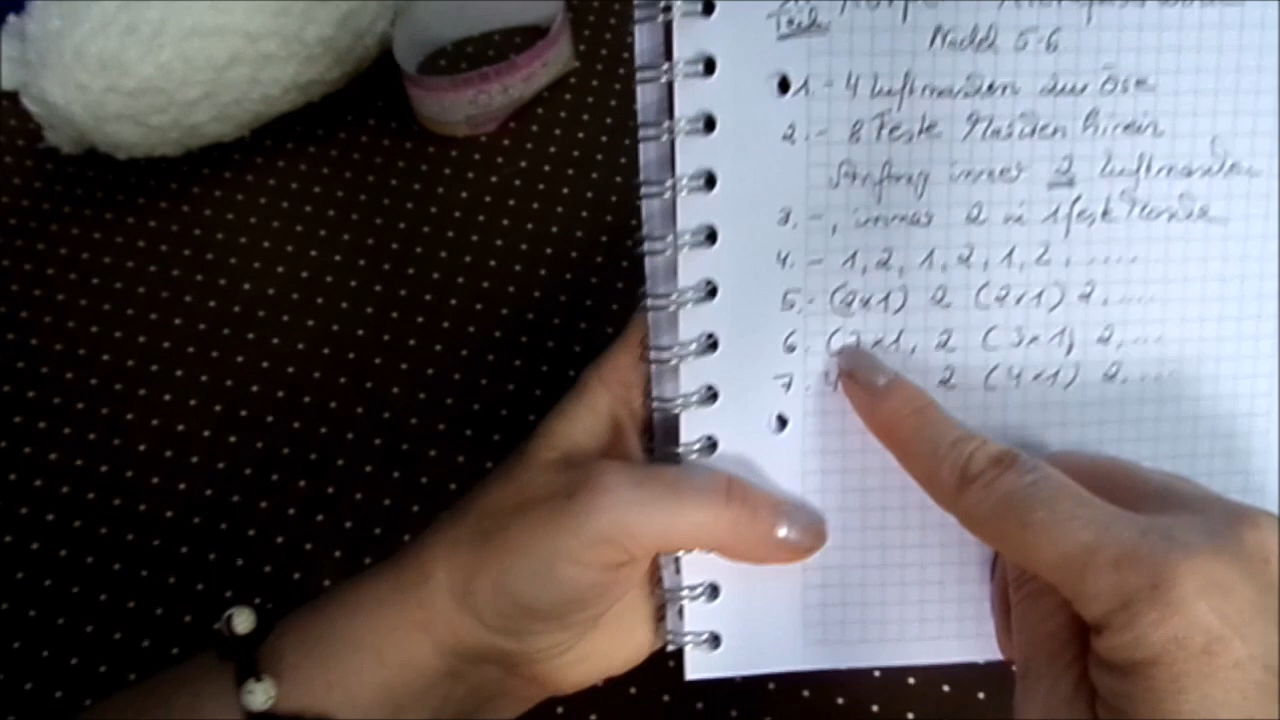 Nadel 5-6
1. - 4 Luftmaschen zur Öse
2. - 8 Feste Maschen hinein
Anfang immer 2 Luftmaschen
3. - , immer 2 in 1 feste
4. - 1, 2, 1, 2, 1, 2, .....
5. - (2x1) 2 (2x1) 2, ....
6. (3x1, 2 (3x1) 2, ...
7. 4 2 (4x1) 2, ....